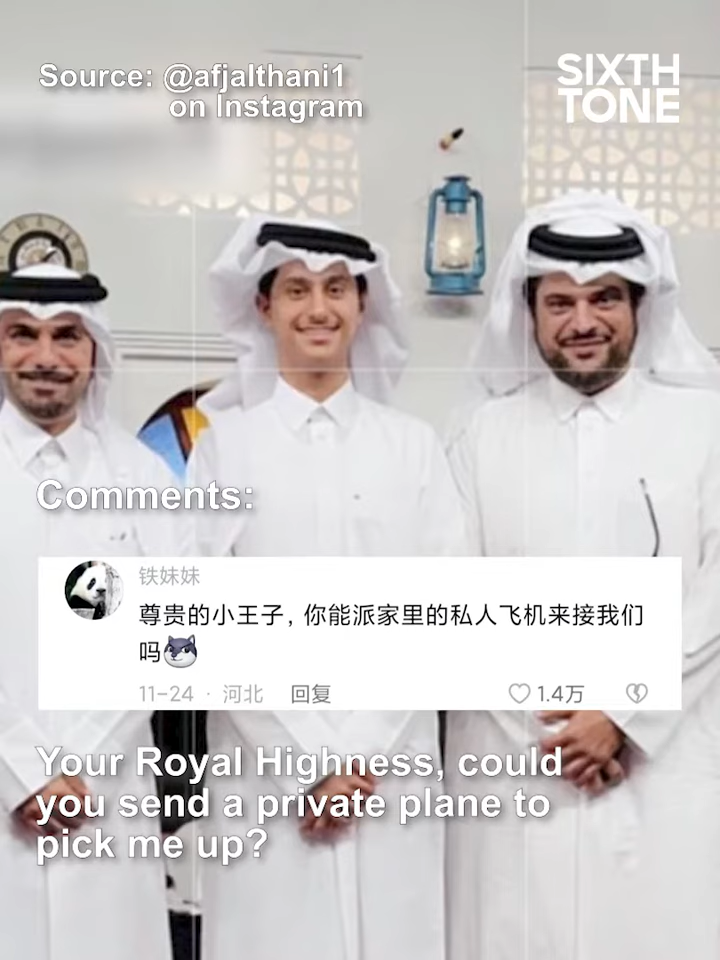 Source: @afjalthani1
on Instagram
SIXTH
TONE
Comments:
铁妹妹
尊贵的小王子，你能派家里的私人飞机来接我们
吗
11-24 · 河北 回复 1.4万
Your Royal Highness, could
you send a private plane to
pick me up?